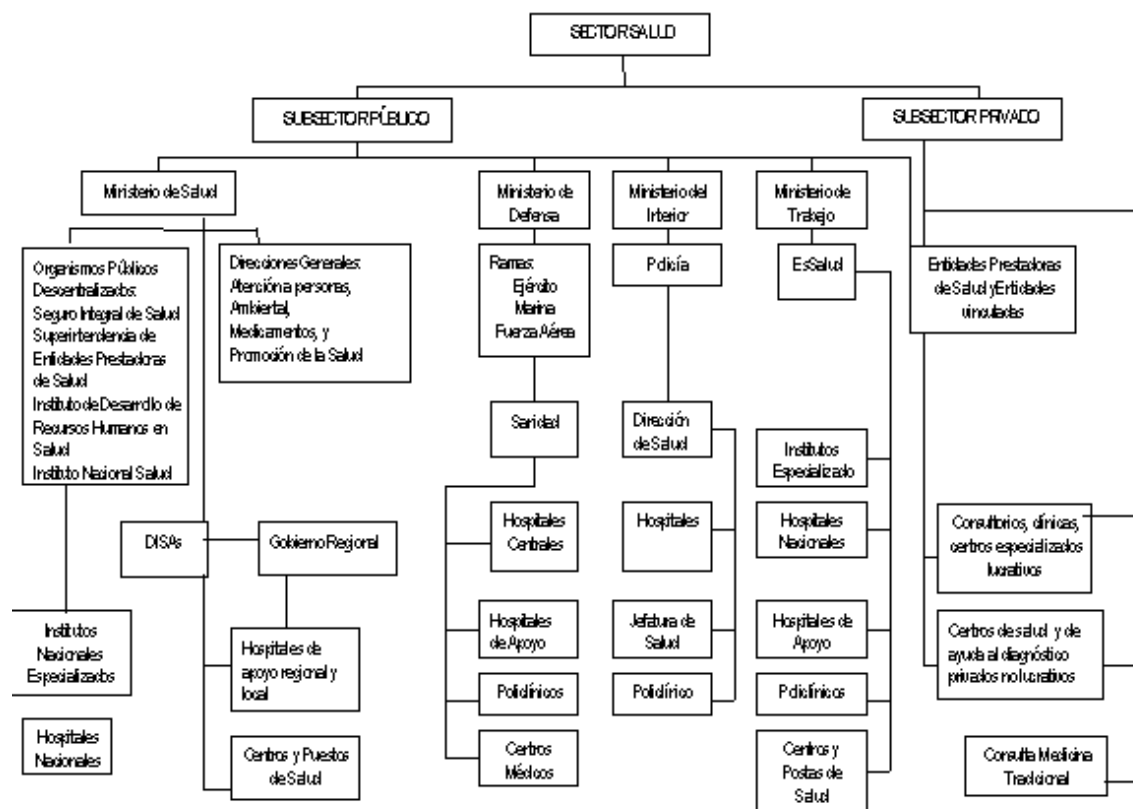 SECTOR SALUD
SUBSECTOR PÚBLICO
SUBSECTOR PRIVADO
Ministerio de Salud
Ministerio de
Defensa
Ministerio del
Interior
Ministerio de
Trabajo
Organismos Públicos
Descentralizados:
Seguro Integral de Salud
Superintendencia de
Entidades Prestadoras
de Salud
Instituto de Desarrollo de
Recursos Humanos en
Salud
Instituto Nacional Salud
Direcciones Generales:
Atención a personas,
Ambiental,
Medicamentos, y
Promoción de la Salud
Ramas:
Ejército
Marina
Fuerza Aérea
Policía
EsSalud
Entidades Prestadoras
de Salud y Entidades
vinculadas
Sanidad
Dirección
de Salud
Institutos
Especializado
DISAs
Gobierno Regional
Hospitales
Centrales
Hospitales
Hospitales
Nacionales
Consultorios, clínicas,
centros especializados
lucrativos
Institutos
Nacionales
Especializados
Hospitales de
apoyo regional y
local
Hospitales
de Apoyo
Jefatura de
Salud
Hospitales de
Apoyo
Centros de salud y de
ayuda al diagnóstico
privados no lucrativos
Policlínicos
Policlínico
Policlínicos
Hospitales
Nacionales
Centros y Puestos
de Salud
Centros
Médicos
Centros y
Postas de
Salud
Consulta Medicina
Tradicional